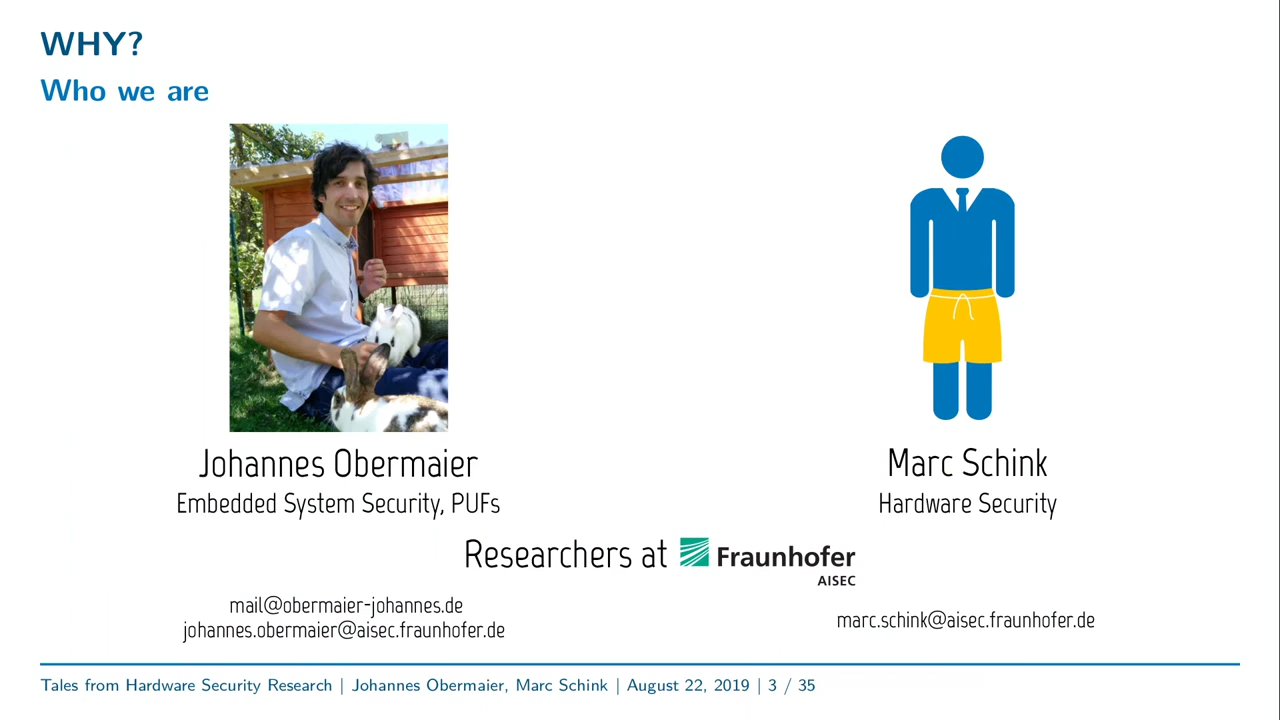 WHY?
Who we are
Johannes Obermaier
Embedded System Security, PUFs
Marc Schink
Hardware Security
Researchers at Fraunhofer
AISEC
mail@obermaier-johannes.de
johannes.obermaier@aisec.fraunhofer.de
marc.schink@aisec.fraunhofer.de
Tales from Hardware Security Research | Johannes Obermaier, Marc Schink | August 22, 2019 | 3 / 35